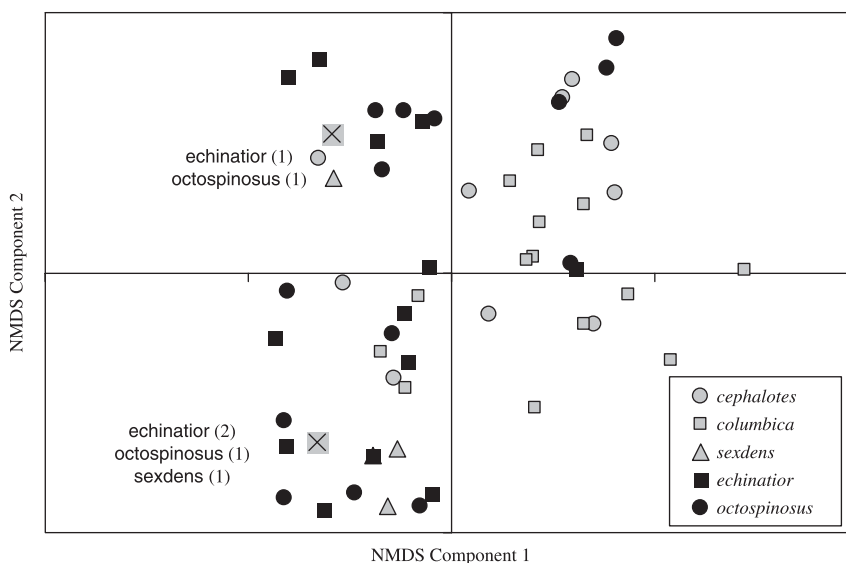 echinatior (1)
octospinosus (1)
NMDS Component 2
echinatior (2)
octospinosus (1)
sexdens (1)
cephalotes
columbica
sexdens
echinatior
octospinosus
NMDS Component 1